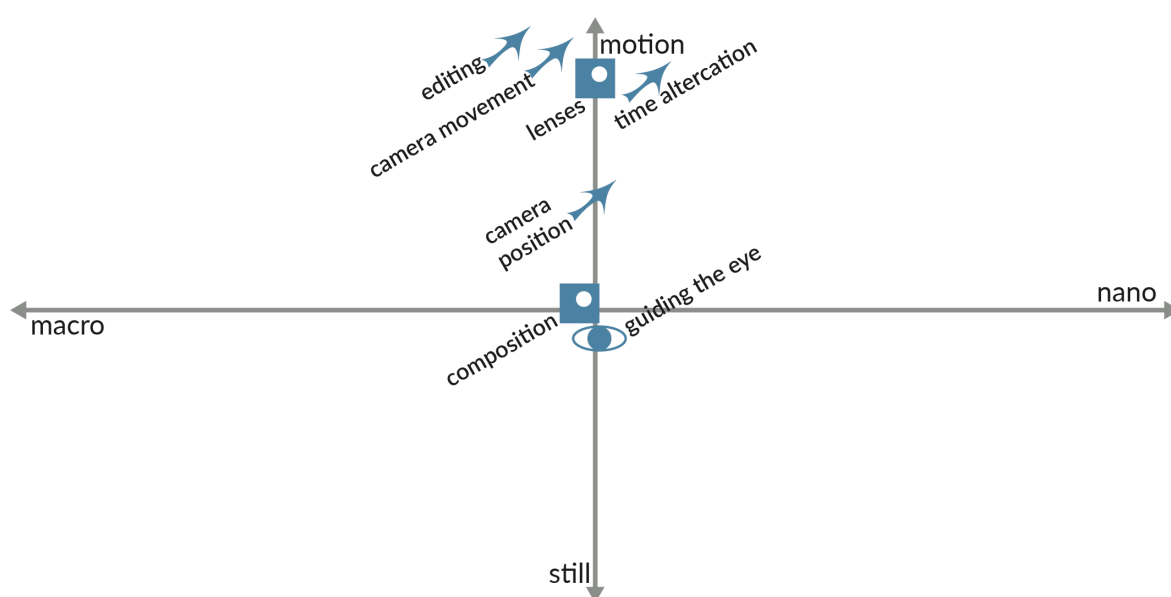 motion
editing
camera movement
lenses
time altercation
camera
position
guiding the eye
nano
macro
composition
still